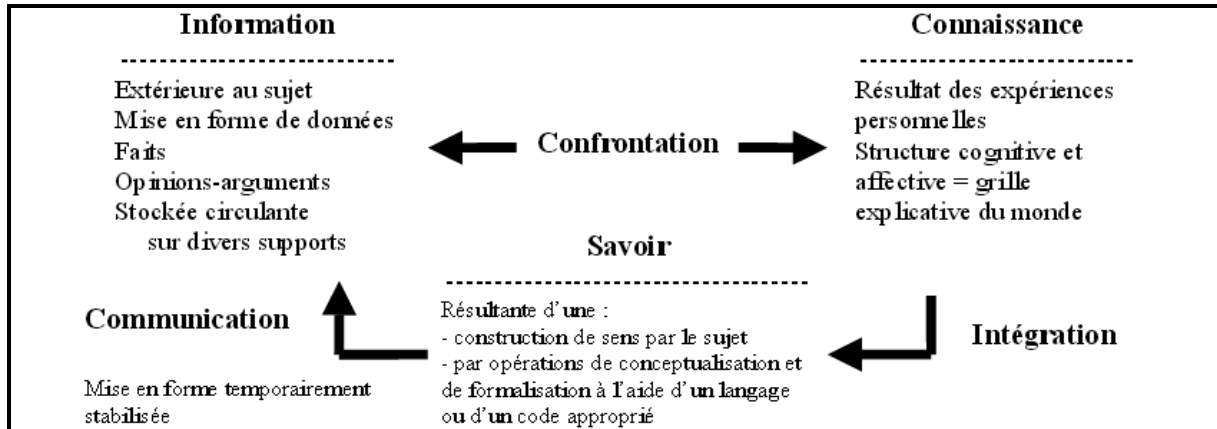 Information
Extérieure au sujet
Mise en forme de données
Faits
Opinions-arguments
Stockée circulante
sur divers supports
Confrontation
Connaissance
Résultat des expériences
personnelles
Structure cognitive et
affective = grille
explicative du monde
Savoir
Résultante d'une :
- construction de sens par le sujet
- par opérations de conceptualisation et
de formalisation à l'aide d'un langage
ou d'un code approprié
Communication
Mise en forme temporairement
stabilisée
Intégration